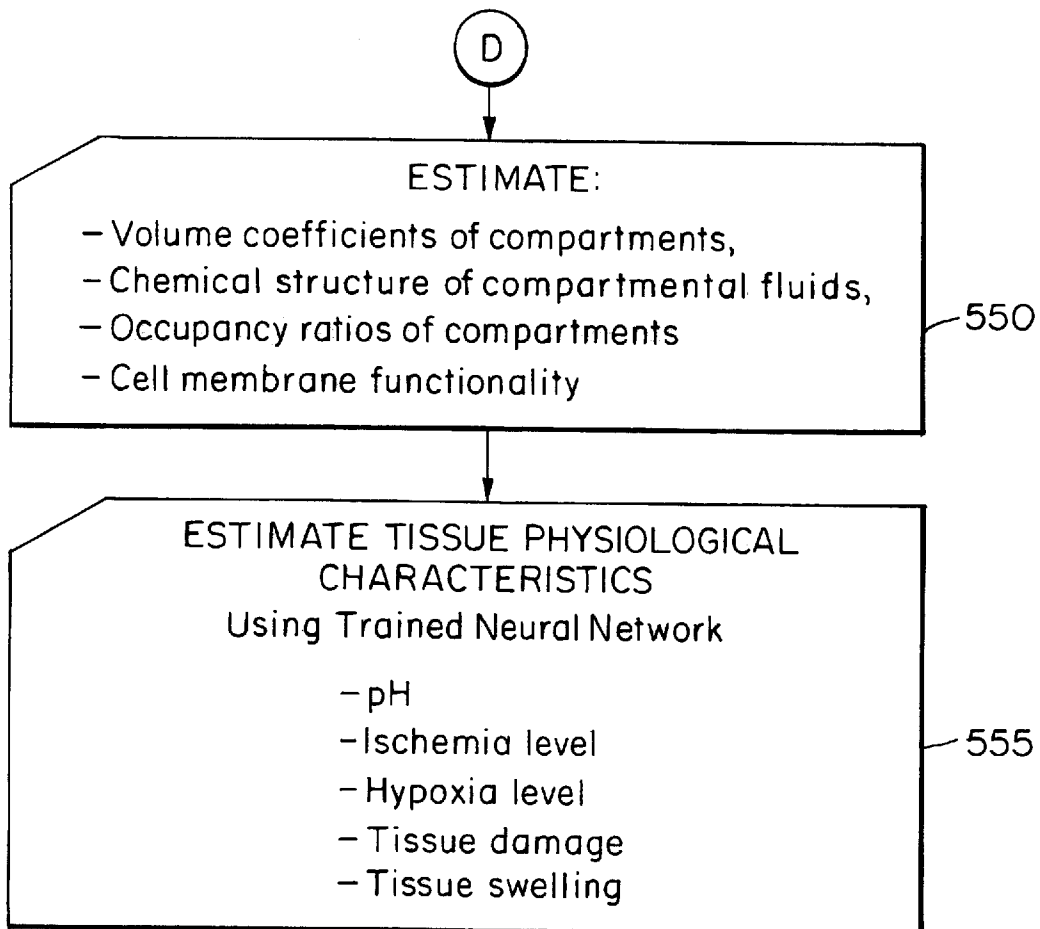 D
ESTIMATE:
– Volume coefficients of compartments,
– Chemical structure of compartmental fluids,
– Occupancy ratios of compartments
– Cell membrane functionality
550
ESTIMATE TISSUE PHYSIOLOGICAL
CHARACTERISTICS
Using Trained Neural Network
– pH
– Ischemia level
– Hypoxia level
– Tissue damage
– Tissue swelling
555